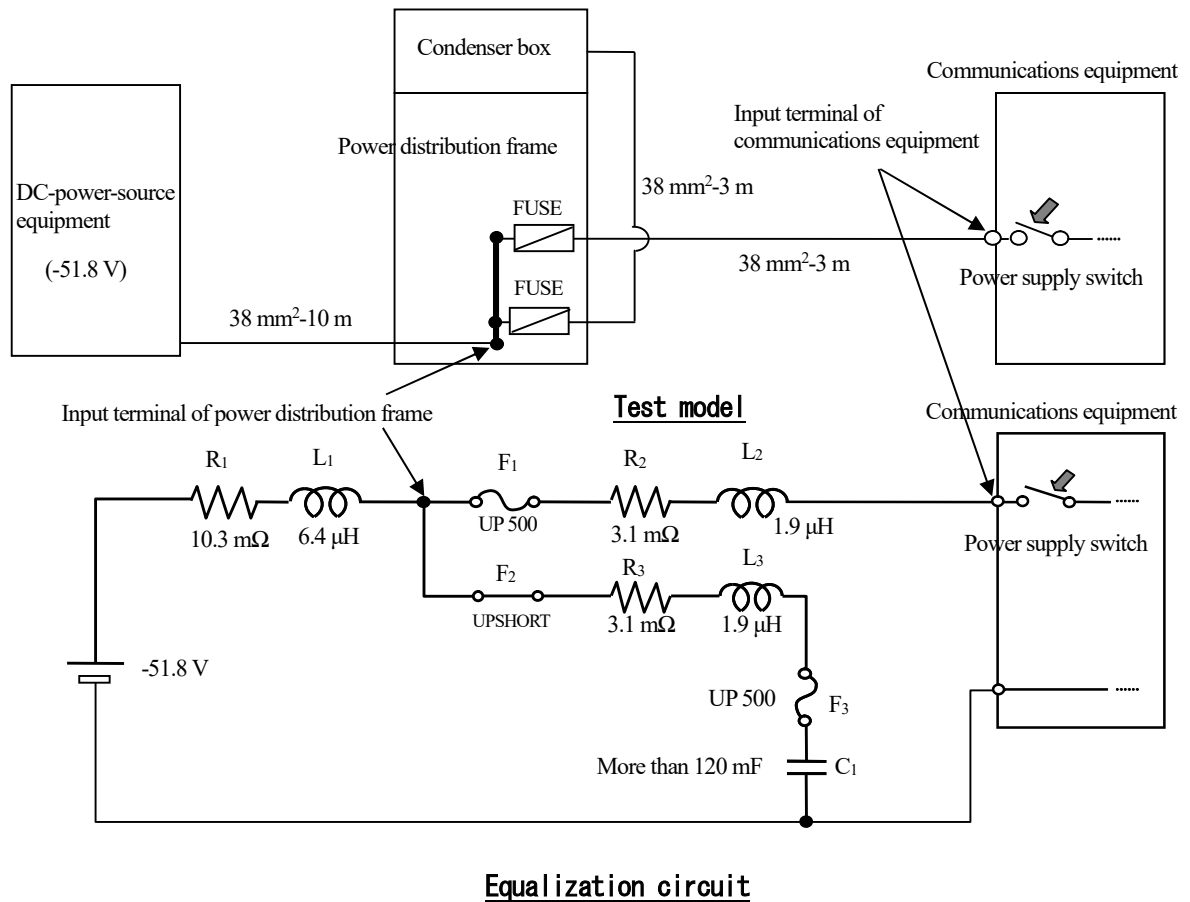 Condenser box
Communications equipment
Input terminal of
communications equipment
Power distribution frame
DC-power-source
equipment
(-51.8 V)
38 mm²-3 m
FUSE
38 mm²-3 m
Power supply switch
FUSE
38 mm²-10 m
Input terminal of power distribution frame
Test model
Communications equipment
R1
L1
F1
R2
L2
10.3 mΩ
6.4 μH
UP 500
3.1 mΩ
1.9 μH
Power supply switch
F2
R3
L3
UPSHORT
3.1 mΩ
1.9 μH
-51.8 V
UP 500
F3
More than 120 mF
C1
Equalization circuit